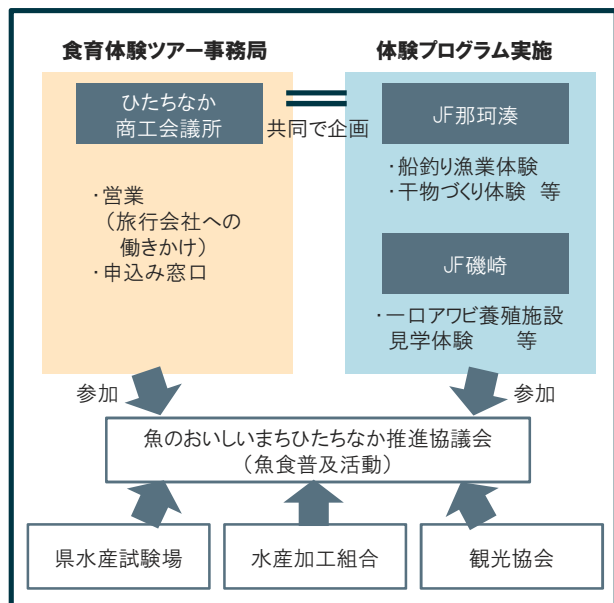 食育体験ツアー事務局
ひたちなか
商工会議所
・営業
（旅行会社への
働きかけ）
・申込み窓口
共同で企画
体験プログラム実施
JF那珂湊
・船釣り漁業体験
・干物づくり体験 等
JF磯崎
・一口アワビ養殖施設
見学体験 等
参加
参加
魚のおいしいまちひたちなか推進協議会
（魚食普及活動）
県水産試験場
水産加工組合
観光協会